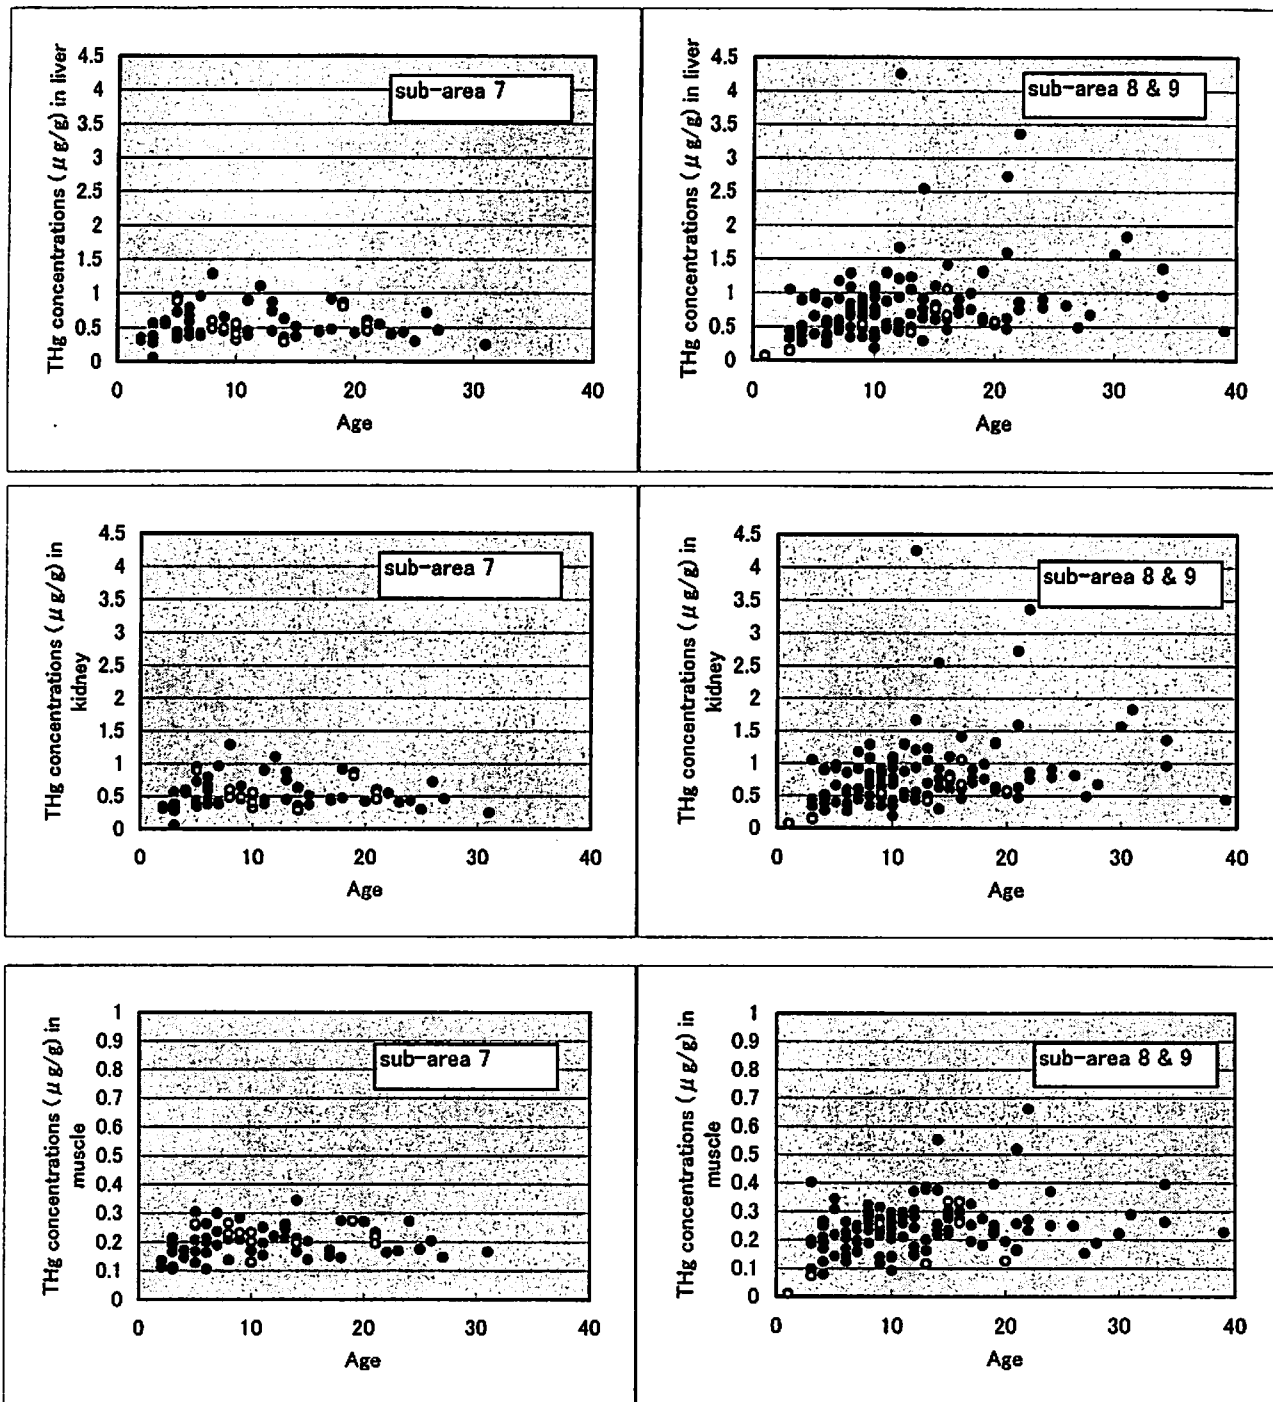 THg concentrations (μg/g) in liver
4.5
4
3.5
3
2.5
2
1.5
1
0.5
0
sub-area 7
0 10 20 30 40
Age
THg concentrations (μg/g) in liver
4.5
4
3.5
3
2.5
2
1.5
1
0.5
0
sub-area 8 & 9
0 10 20 30 40
Age
THg concentrations (μg/g) in
kidney
4.5
4
3.5
3
2.5
2
1.5
1
0.5
0
sub-area 7
0 10 20 30 40
Age
THg concentrations (μg/g) in
kidney
4.5
4
3.5
3
2.5
2
1.5
1
0.5
0
sub-area 8 & 9
0 10 20 30 40
Age
THg concentrations (μg/g) in
muscle
1
0.9
0.8
0.7
0.6
0.5
0.4
0.3
0.2
0.1
0
sub-area 7
0 10 20 30 40
Age
THg concentrations (μg/g) in
muscle
1
0.9
0.8
0.7
0.6
0.5
0.4
0.3
0.2
0.1
0
sub-area 8 & 9
0 10 20 30 40
Age